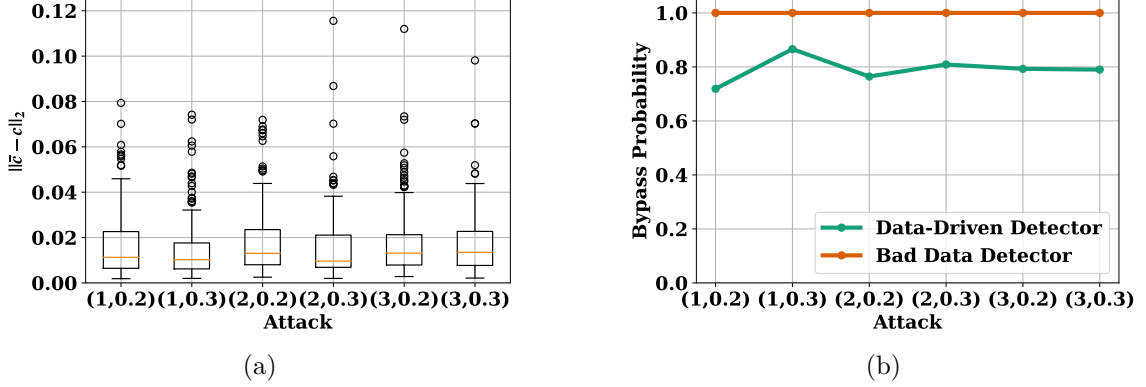 0.12
0.10
0.08
0.06
0.04
0.02
0.00
||c̄ − c||₂
(1,0.2)(1,0.3)(2,0.2)(2,0.3)(3,0.2)(3,0.3)
Attack
(a)
1.0
0.8
0.6
0.4
0.2
0.0
Bypass Probability
Data-Driven Detector
Bad Data Detector
(1,0.2) (1,0.3) (2,0.2) (2,0.3) (3,0.2) (3,0.3)
Attack
(b)